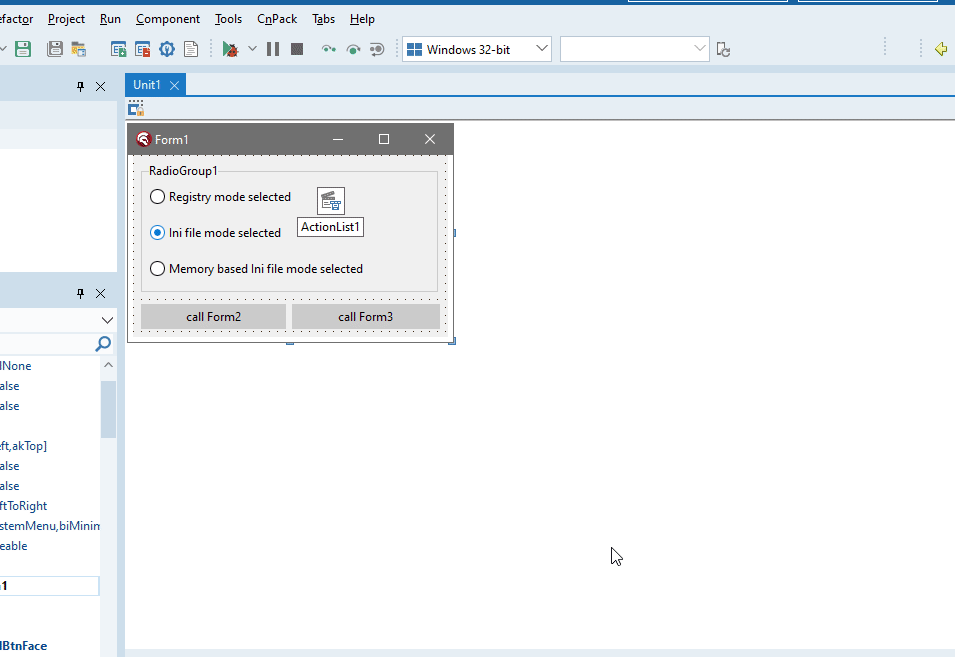 efactor Project Run Component Tools CnPack Tabs Help
Windows 32-bit
Unit1
Form1
RadioGroup1
Registry mode selected
ActionList1
Ini file mode selected
Memory based Ini file mode selected
call Form2 call Form3
lNone
alse
alse
eft,akTop]
alse
alse
ftToRight
stemMenu,biMinim
eable
1
lBtnFace